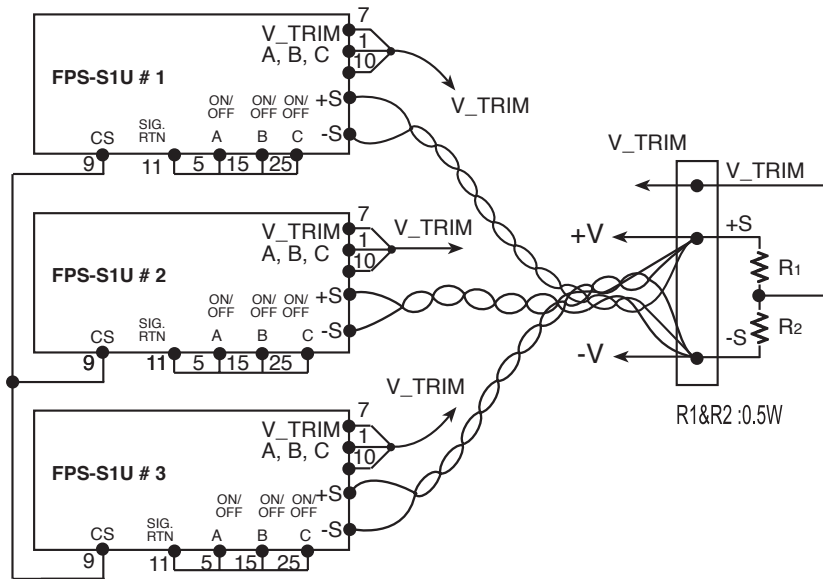 7
V_TRIM
1
A, B, C
10
FPS-S1U # 1
ON/
OFF
ON/
OFF
ON/
OFF
+S
V_TRIM
CS
SIG.
RTN
A
B
C
-S
9
11
5
15
25
V_TRIM
V_TRIM
7
V_TRIM
V_TRIM
1
A, B, C
10
+V
+S
FPS-S1U # 2
R1
ON/
OFF
ON/
OFF
ON/
OFF
+S
CS
SIG.
RTN
A
B
C
-S
R2
-S
9
11
5
15
25
-V
7
V_TRIM
V_TRIM
1
A, B, C
10
R1&R2 :0.5W
FPS-S1U # 3
ON/
OFF
ON/
OFF
ON/
OFF
+S
CS
SIG.
RTN
A
B
C
-S
9
11
5
15
25